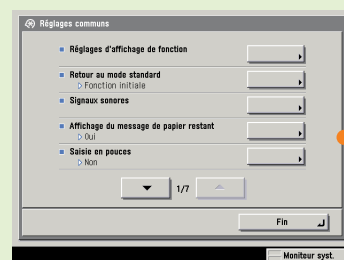 Réglages communs
Réglages d'affichage de fonction
Retour au mode standard
Fonction initiale
Signaux sonores
Affichage du message de papier restant
Oui
Saisie en pouces
Non
1/7
Fin
Moniteur syst.